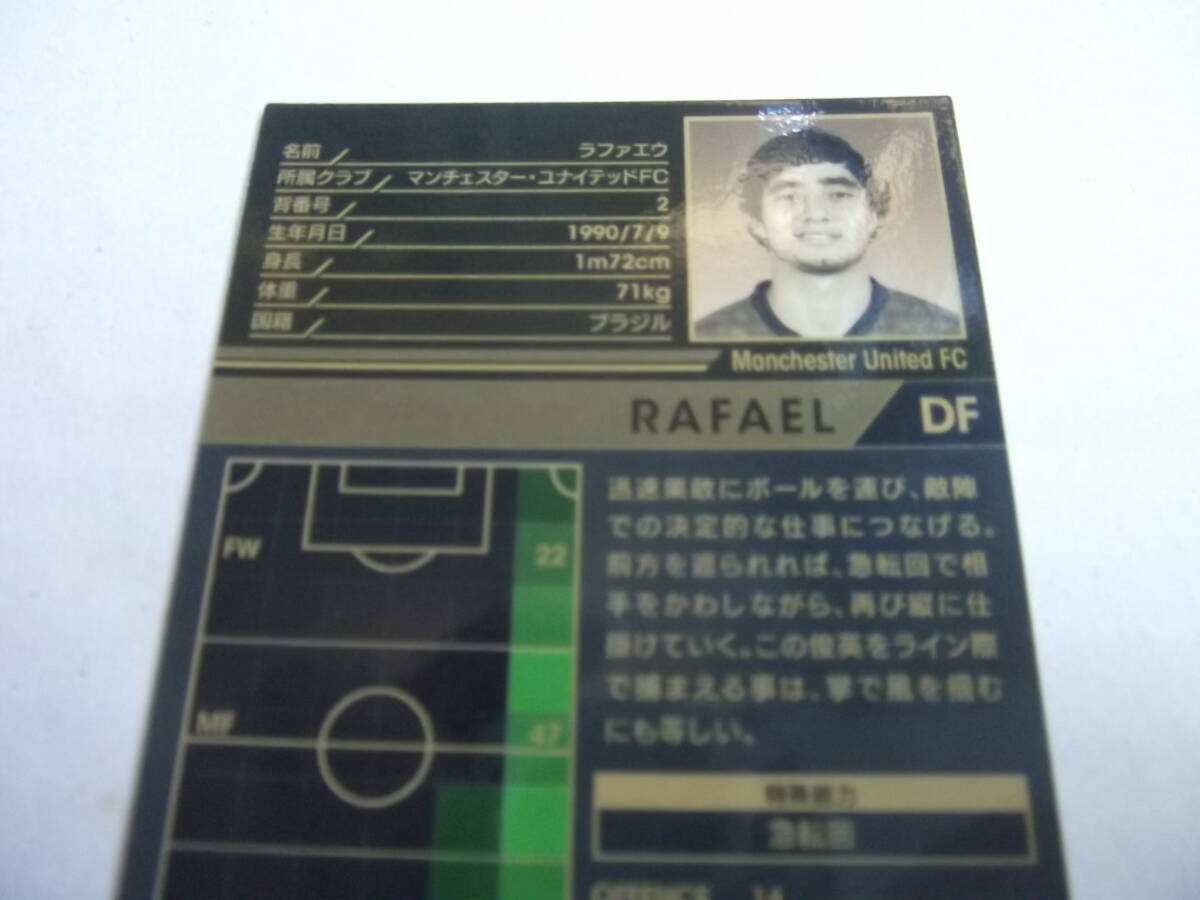 名前 ラファエウ
所属クラブ マンチェスター・ユナイテッドFC
背番号 2
生年月日 1990/7/9
身長 1m72cm
体重 71kg
国籍 ブラジル
Manchester United FC
RAFAEL DF
迅速果敢にボールを運び、敵陣
での決定的な仕事につなげる。
前方を遮られれば、急転回で相
手をかわしながら、再び縦に仕
掛けていく。この俊英をライン際
で捕まえる事は、掌で風を掴む
にも等しい。
FW 22
MF 47
特殊能力
急転回
OFFENCE 14